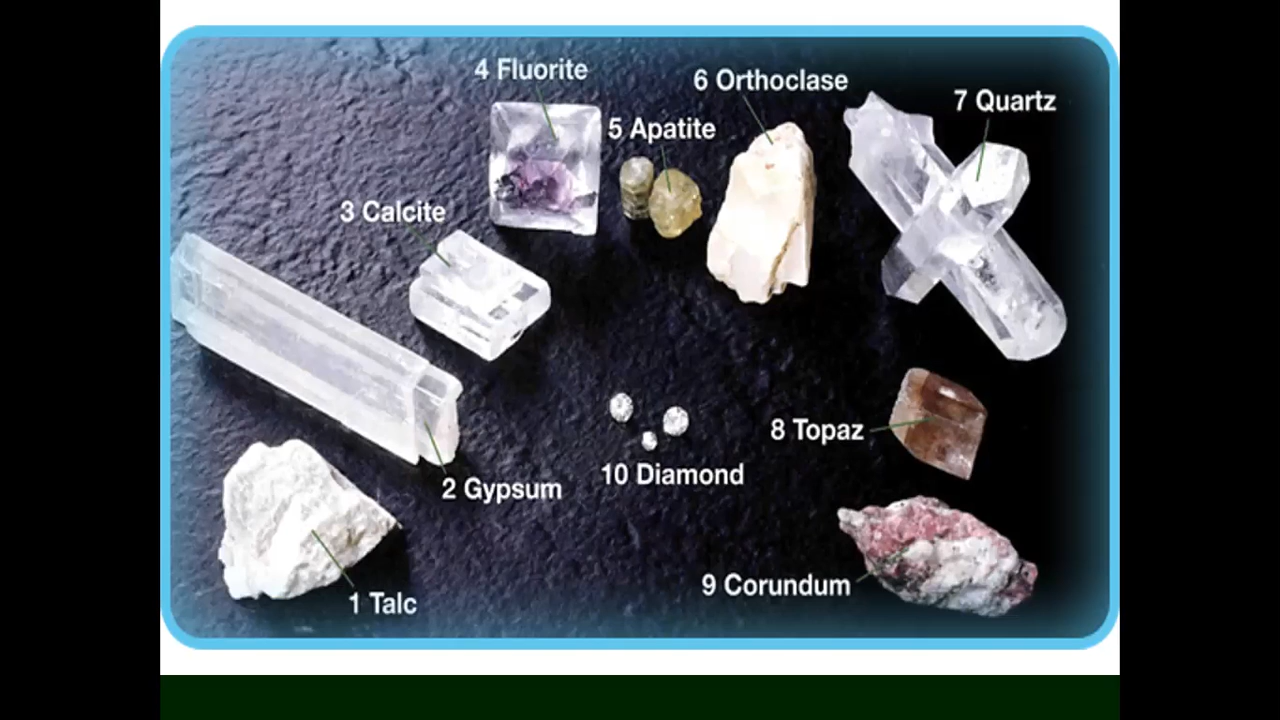 4 Fluorite
6 Orthoclase
7 Quartz
5 Apatite
3 Calcite
8 Topaz
10 Diamond
2 Gypsum
9 Corundum
1 Talc